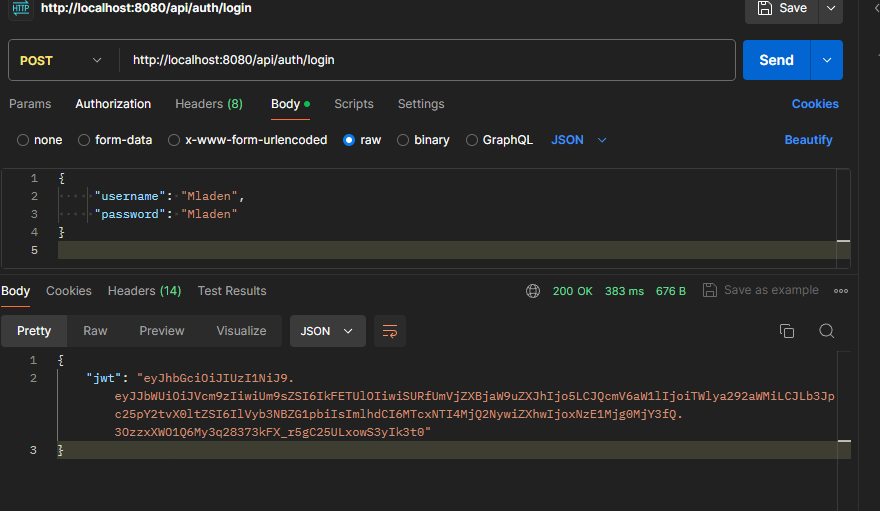 HTTP http://localhost:8080/api/auth/login Save
POST http://localhost:8080/api/auth/login Send
Params Authorization Headers (8) Body Scripts Settings Cookies
none form-data x-www-form-urlencoded raw binary GraphQL JSON Beautify
1 {
2 "username": "Mladen",
3 "password": "Mladen"
4 }
5
Body Cookies Headers (14) Test Results 200 OK 383 ms 676 B Save as example
Pretty Raw Preview Visualize JSON
1 {
2 "jwt": "eyJhbGciOiJIUzI1NiJ9.
eyJJbWUiOiJVcm9zIiwiUm9sZSI6IkFETUlOIiwiSURfUmVjZXBjaW9uZXJhIjo5LCJQcmV6aW1lIjoiTWlya292aWMiLCJLb3Jp
c25pY2tvX0ltZSI6IlVyb3NBZG1pbiIsImlhdCI6MTcxNTI4MjQ2NywiZXhwIjoxNzE1Mjg0MjY3fQ.
3OzzxXWO1Q6My3q28373kFX_r5gC25ULxowS3yIk3t0"
3 }